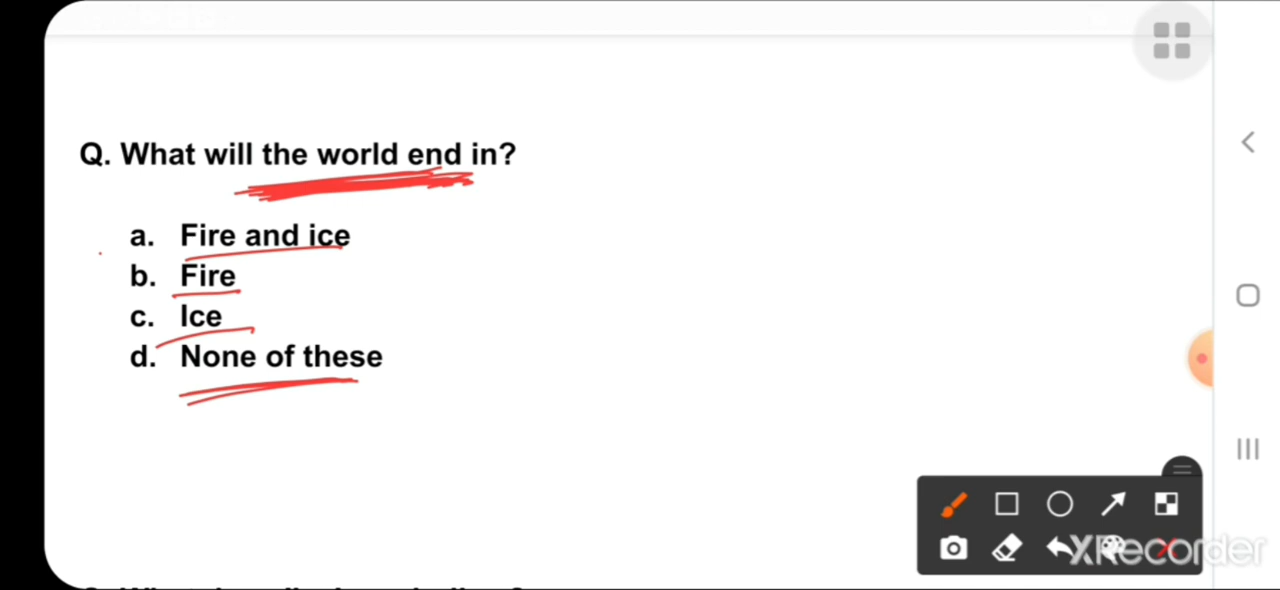 Q. What will the world end in?
a. Fire and ice
b. Fire
c. Ice
d. None of these
XRecorder